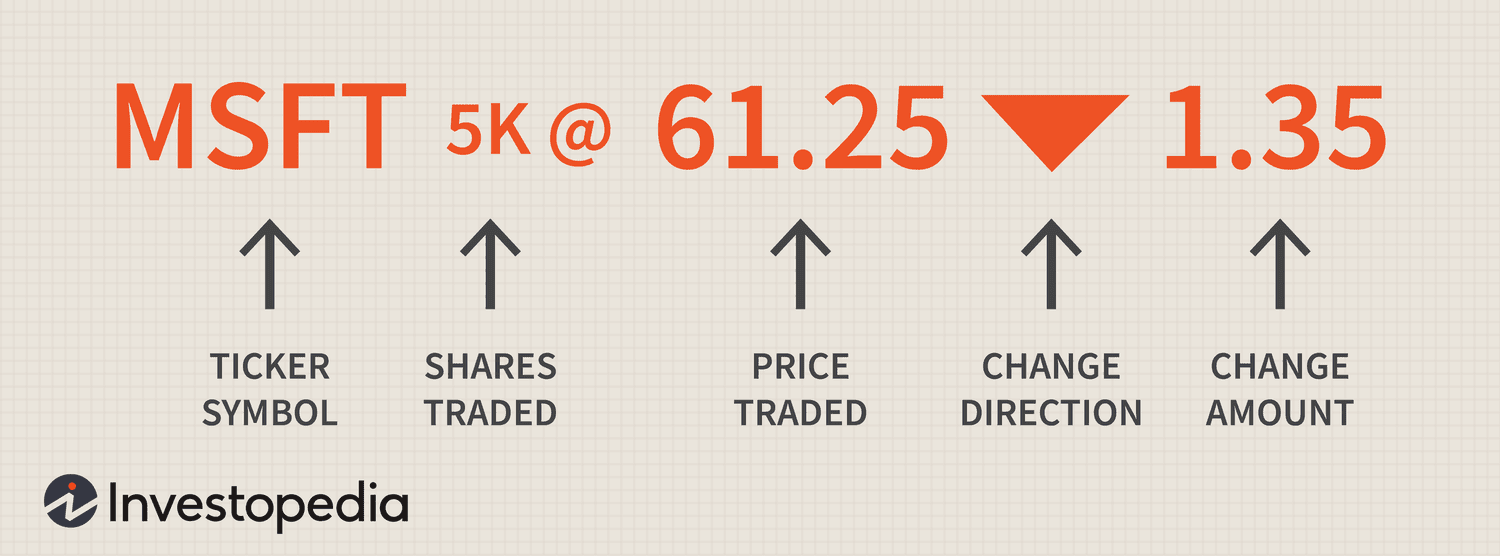 MSFT 5K @ 61.25 ▼ 1.35
TICKER SYMBOL
SHARES TRADED
PRICE TRADED
CHANGE DIRECTION
CHANGE AMOUNT
Investopedia